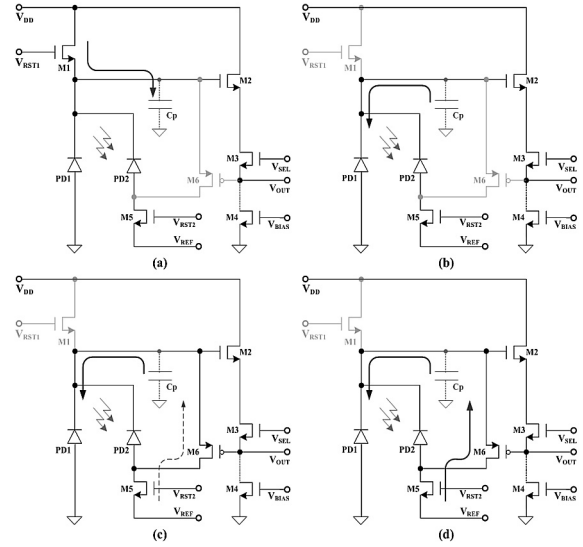 VDD
VRST1
M1
M2
Cp
PD1
PD2
M6
M3
VSEL
VOUT
M5
VRST2
M4
VBIAS
VREF
(a)
VDD
VRST1
M1
M2
Cp
PD1
PD2
M6
M3
VSEL
VOUT
M5
VRST2
M4
VBIAS
VREF
(b)
VDD
VRST1
M1
M2
Cp
PD1
PD2
M6
M3
VSEL
VOUT
M5
VRST2
M4
VBIAS
VREF
(c)
VDD
VRST1
M1
M2
Cp
PD1
PD2
M6
M3
VSEL
VOUT
M5
VRST2
M4
VBIAS
VREF
(d)